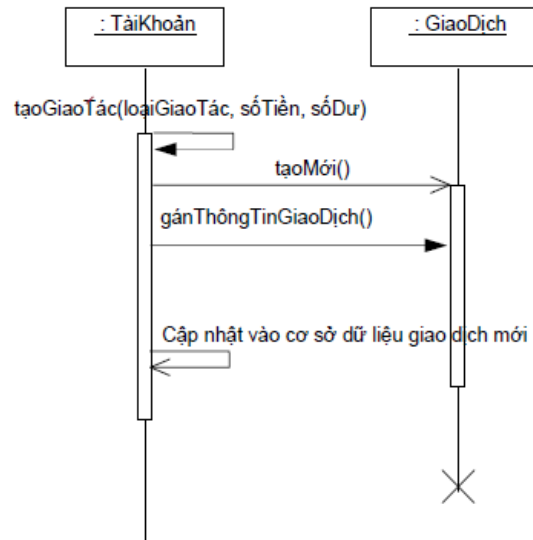 : TàiKhoản
: GiaoDịch
tạoGiaoTác(loạiGiaoTác, sốTiền, sốDư)
tạoMới()
gánThôngTinGiaoDịch()
Cập nhật vào cơ sở dữ liệu giao dịch mới